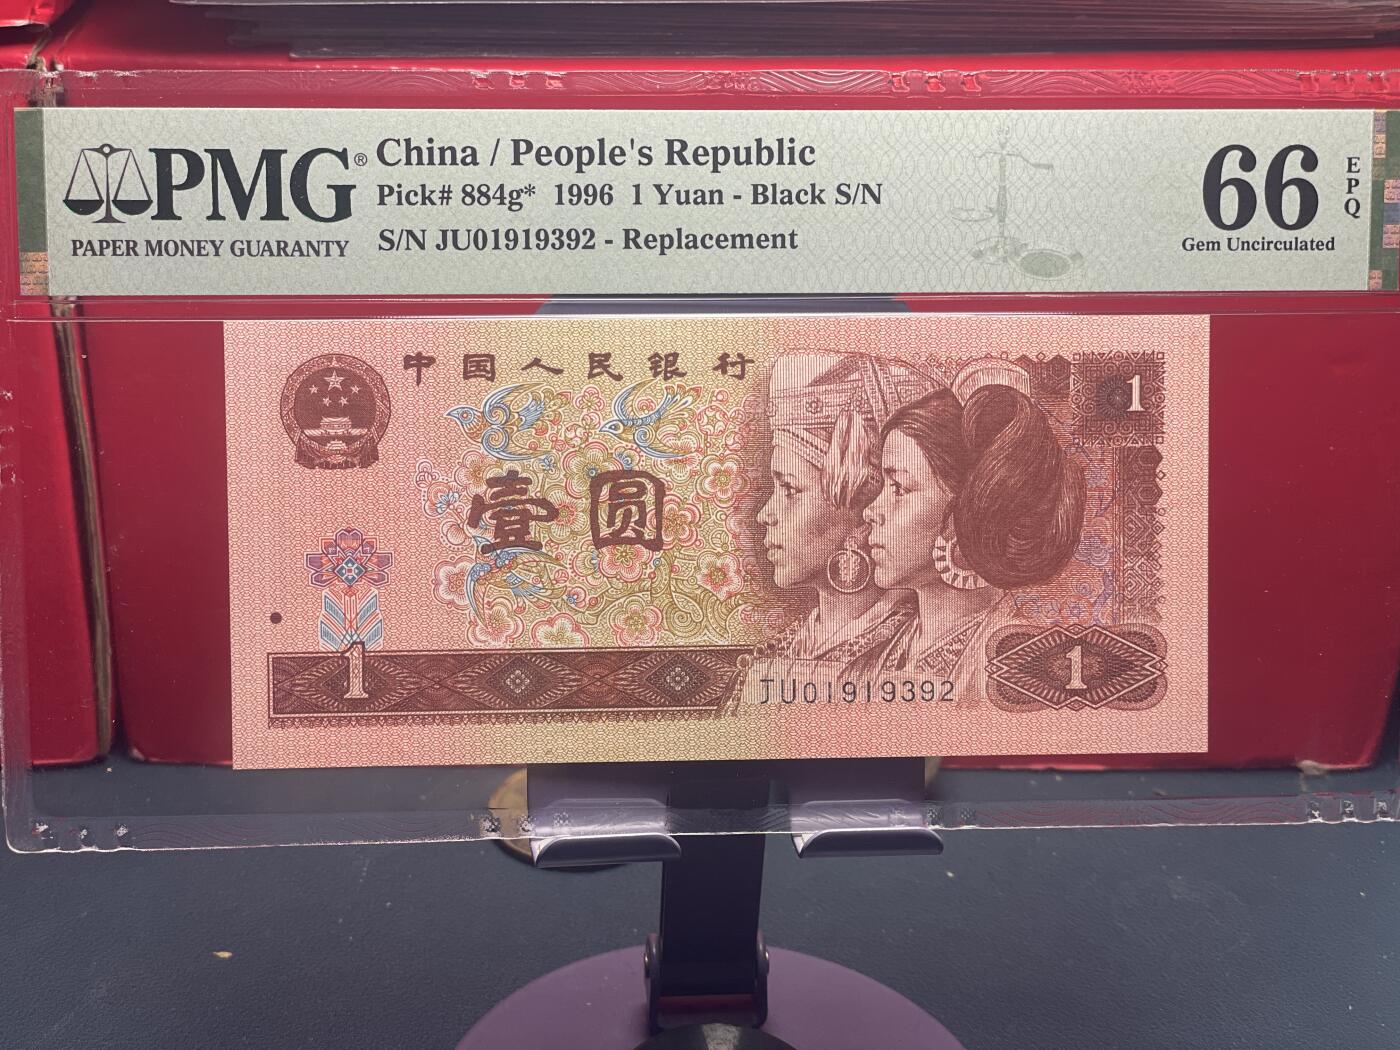 PMG®
PAPER MONEY GUARANTY
China / People's Republic
Pick# 884g* 1996 1 Yuan - Black S/N
S/N JU01919392 - Replacement
66
EPQ
Gem Uncirculated
中国人民银行
1
壹圆
1
JU01919392
1